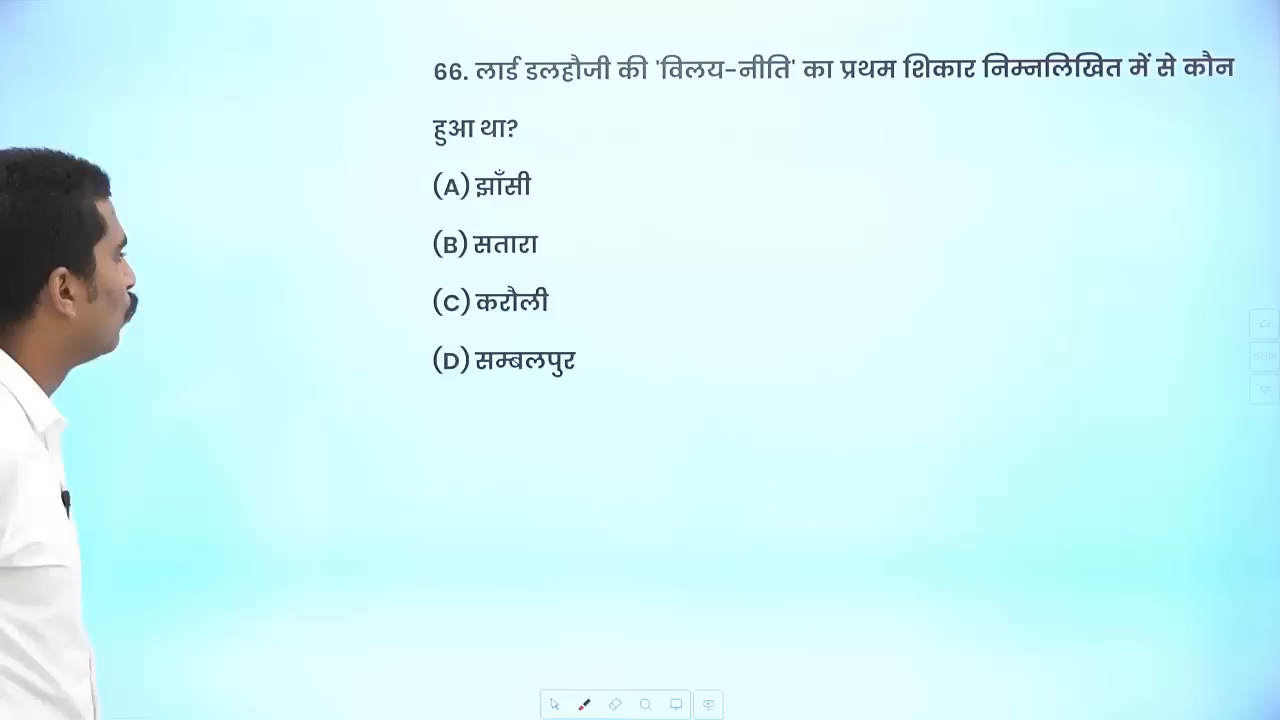 66. लार्ड डलहौजी की 'विलय-नीति' का प्रथम शिकार निम्नलिखित में से कौन
हुआ था?
(A) झाँसी
(B) सतारा
(C) करौली
(D) सम्बलपुर